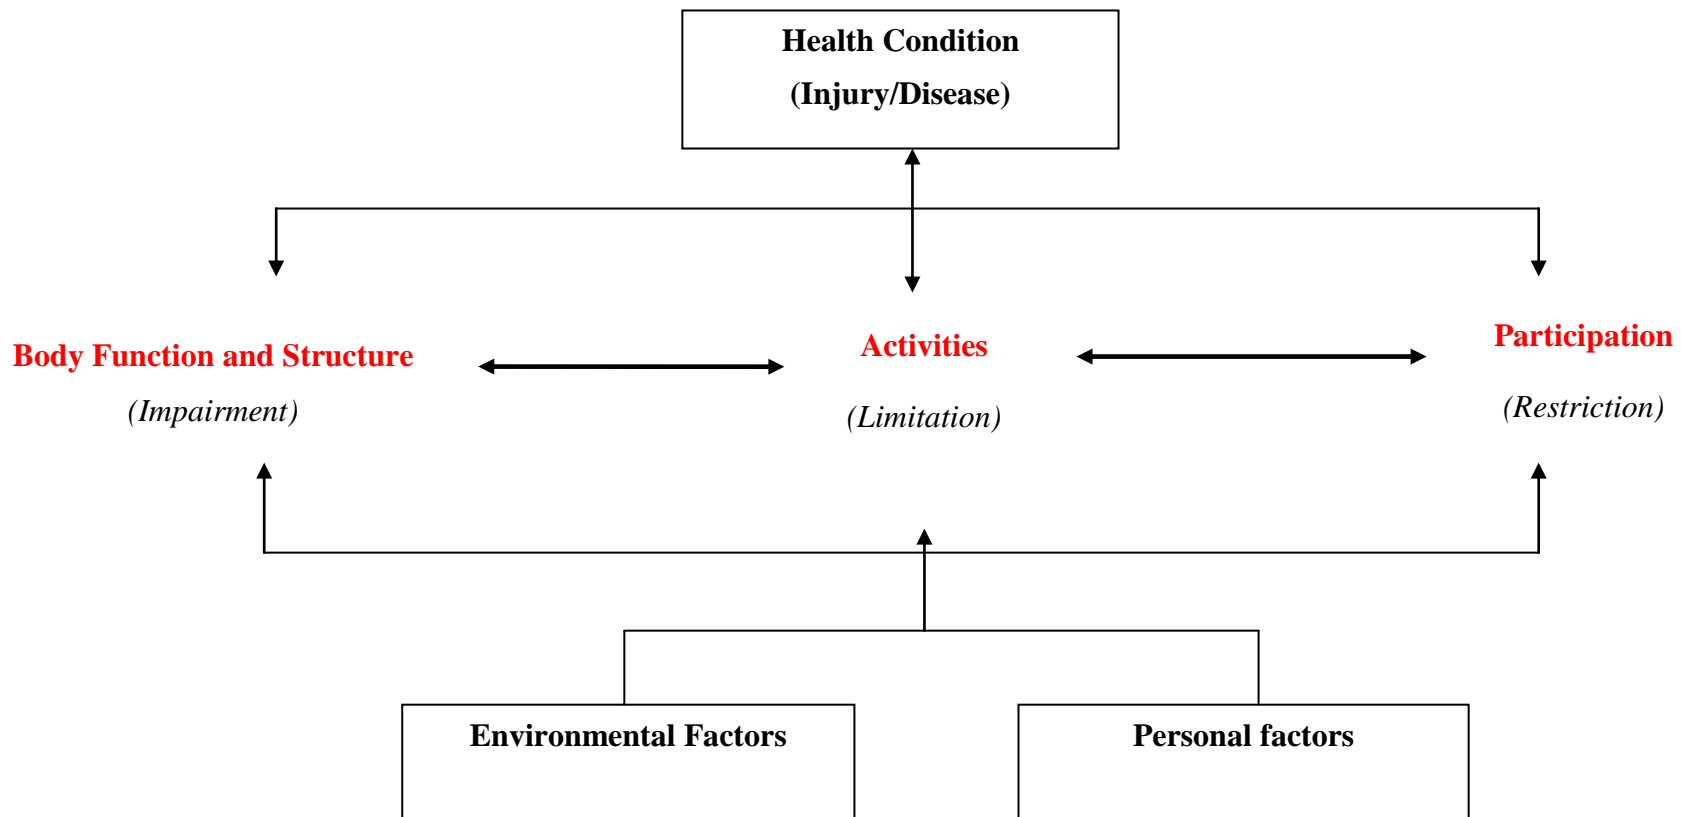 Health Condition
(Injury/Disease)
Body Function and Structure
(Impairment)
Activities
(Limitation)
Participation
(Restriction)
Environmental Factors
Personal factors